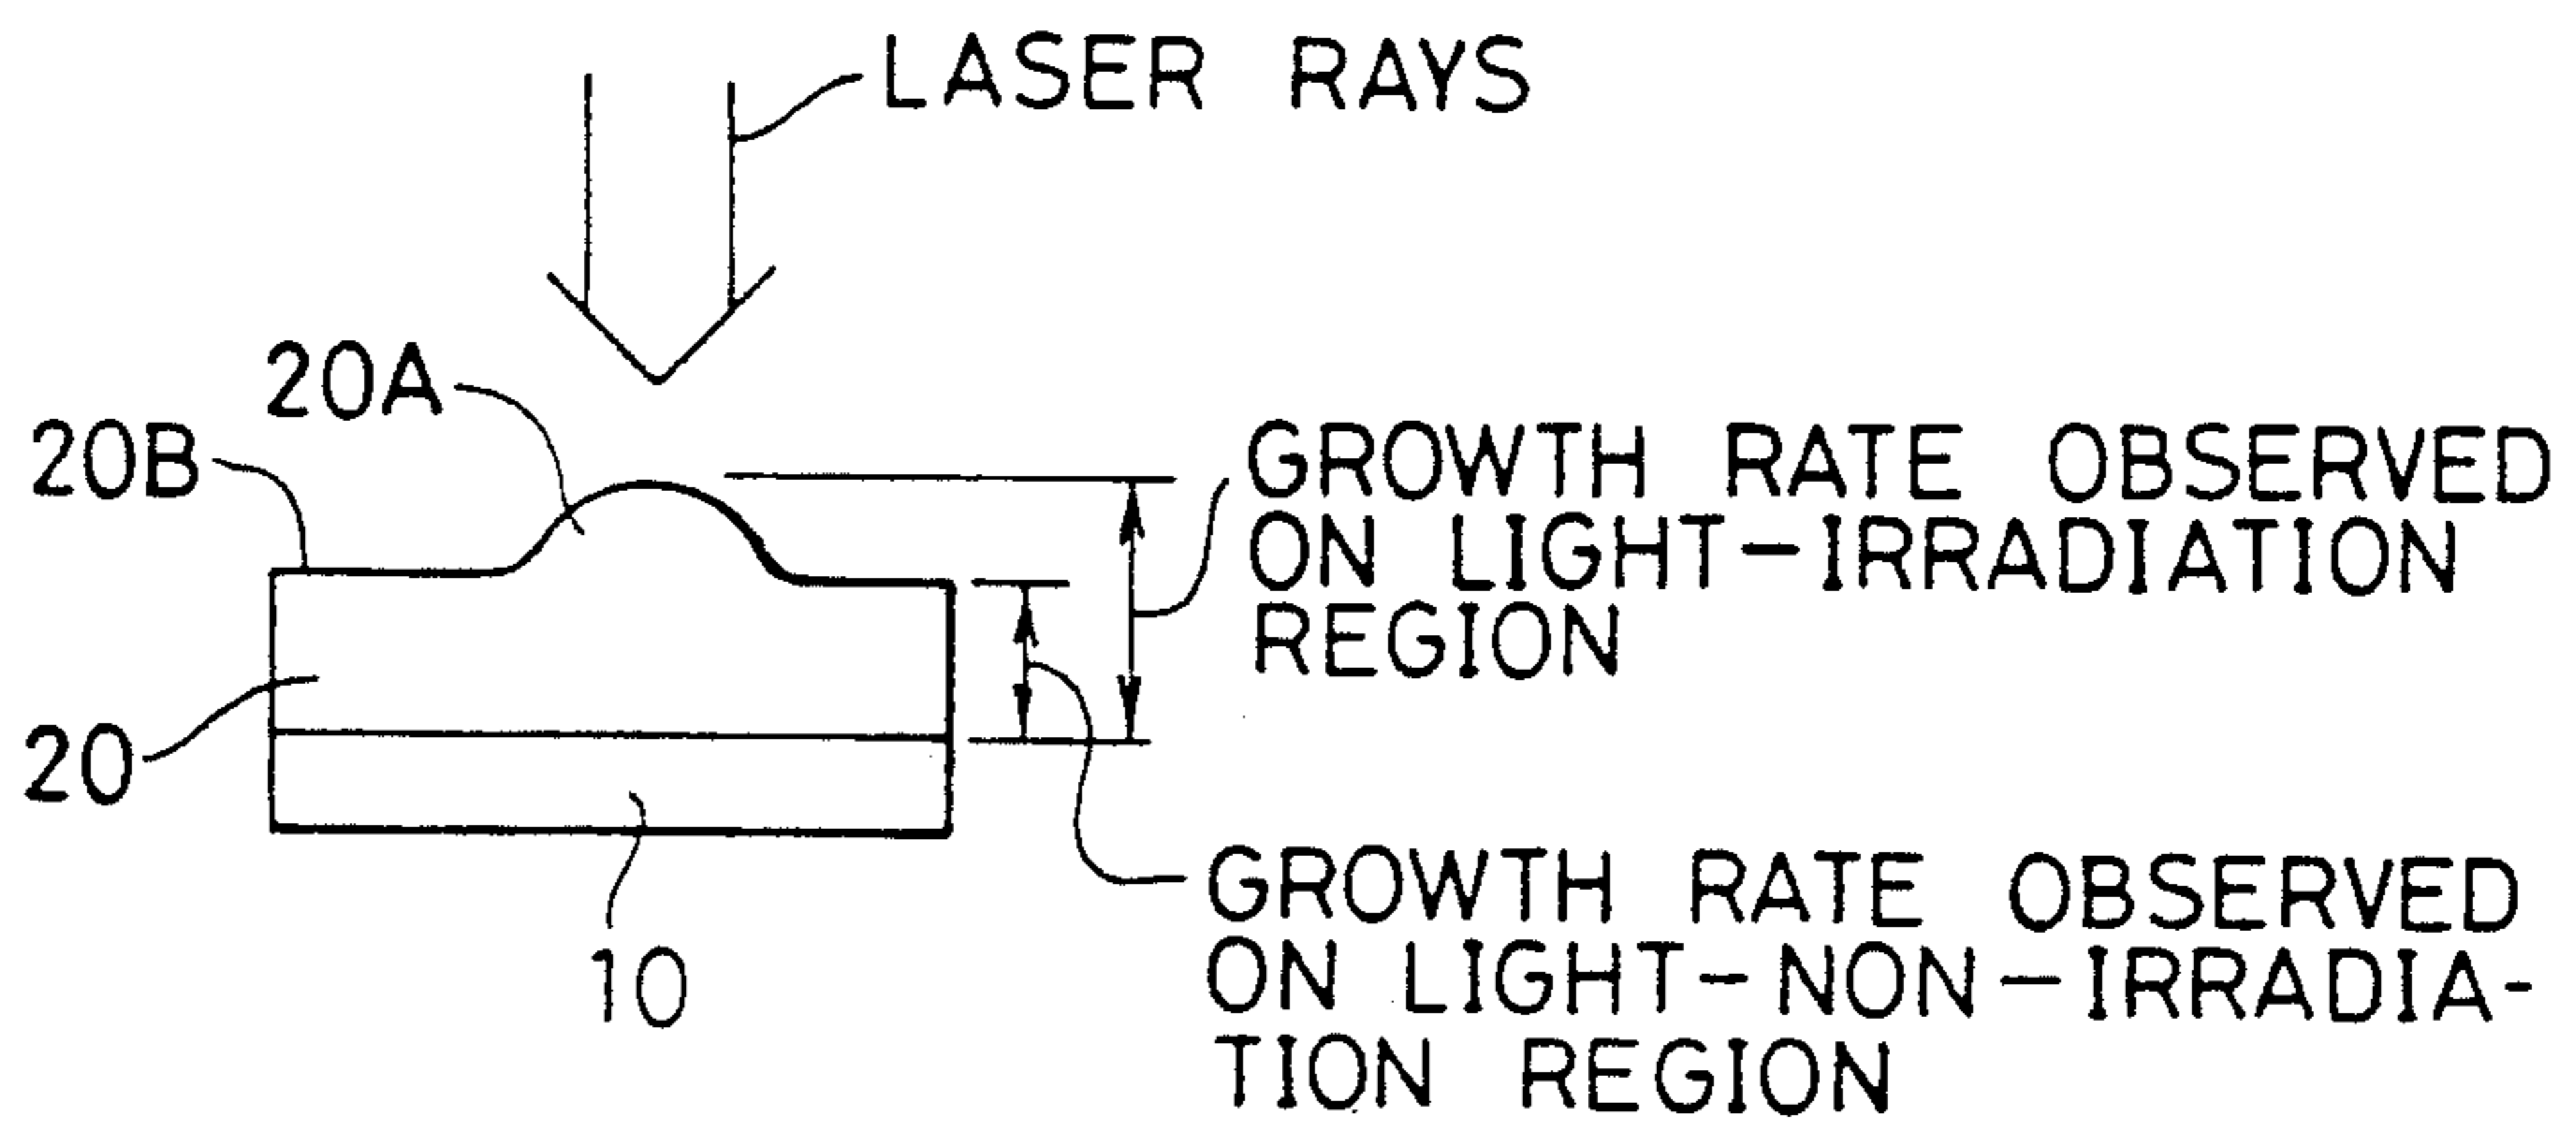 LASER RAYS
20A
20B
GROWTH RATE OBSERVED
ON LIGHT-IRRADIATION
REGION
20
10
GROWTH RATE OBSERVED
ON LIGHT-NON-IRRADIA-
TION REGION